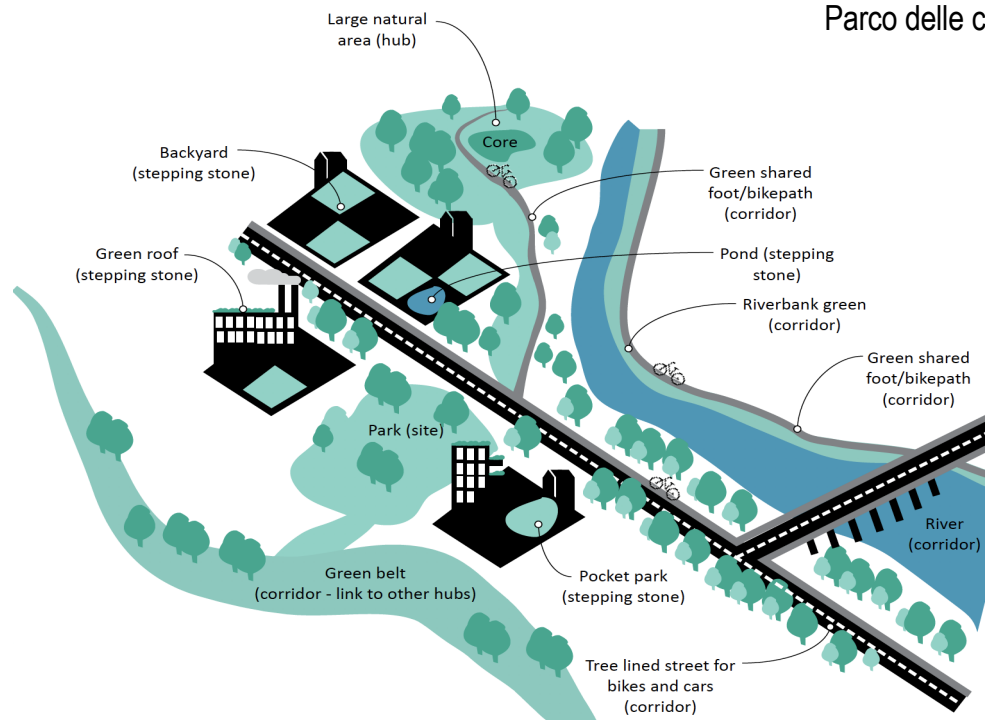 Parco delle c
Large natural
area (hub)
Core
Backyard
(stepping stone)
Green shared
foot/bikepath
(corridor)
Green roof
(stepping stone)
Pond (stepping
stone)
Riverbank green
(corridor)
Green shared
foot/bikepath
(corridor)
Park (site)
River
(corridor)
Green belt
(corridor - link to other hubs)
Pocket park
(stepping stone)
Tree lined street for
bikes and cars
(corridor)